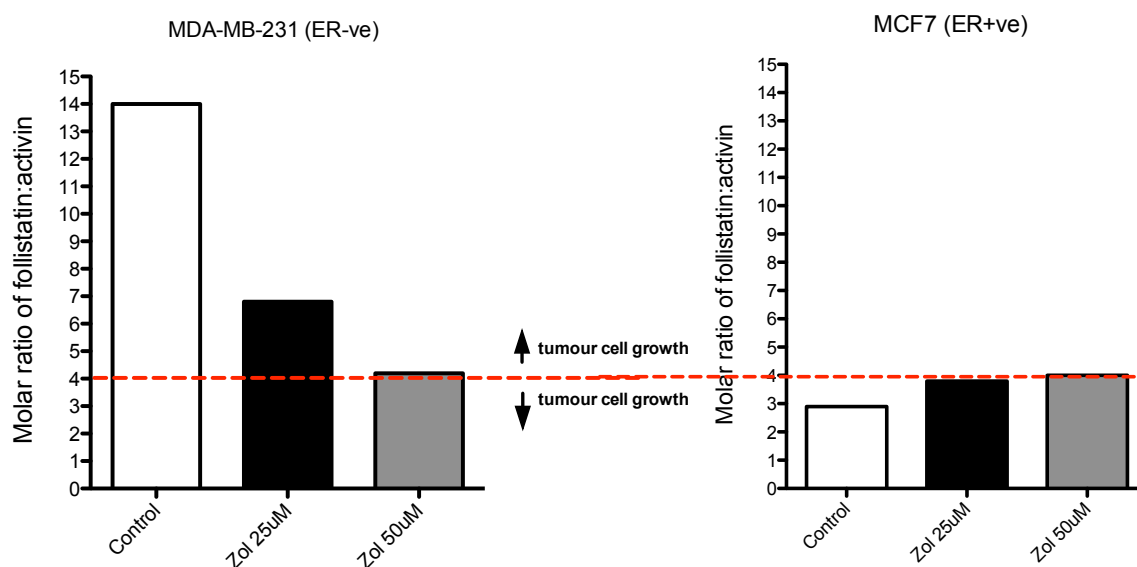 MDA-MB-231 (ER-ve)
Molar ratio of follistatin:activin
15
14
13
12
11
10
9
8
7
6
5
4
3
2
1
0
Control
Zol 25uM
Zol 50uM
tumour cell growth
tumour cell growth
MCF7 (ER+ve)
Molar ratio of follistatin:activin
15
14
13
12
11
10
9
8
7
6
5
4
3
2
1
0
Control
Zol 25uM
Zol 50uM